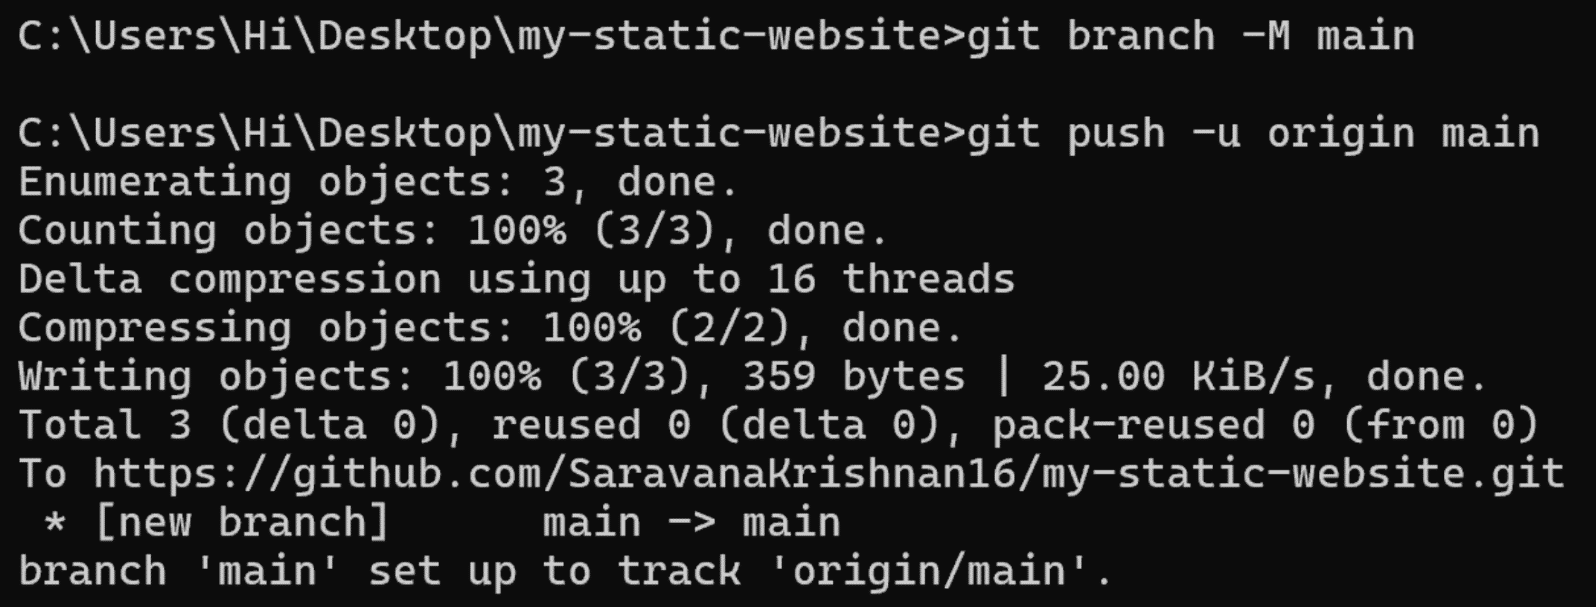 C:\Users\Hi\Desktop\my-static-website>git branch -M main
C:\Users\Hi\Desktop\my-static-website>git push -u origin main
Enumerating objects: 3, done.
Counting objects: 100% (3/3), done.
Delta compression using up to 16 threads
Compressing objects: 100% (2/2), done.
Writing objects: 100% (3/3), 359 bytes | 25.00 KiB/s, done.
Total 3 (delta 0), reused 0 (delta 0), pack-reused 0 (from 0)
To https://github.com/SaravanaKrishnan16/my-static-website.git
 * [new branch]      main -> main
branch 'main' set up to track 'origin/main'.